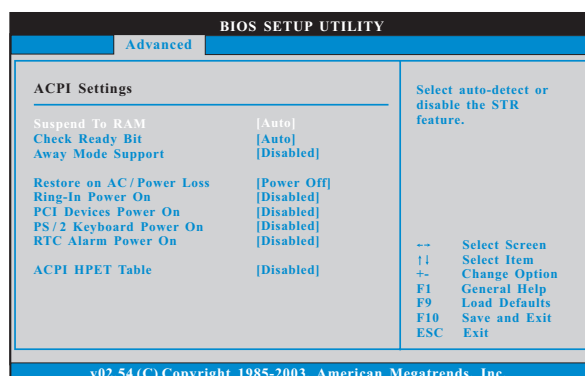 BIOS SETUP UTILITY
Advanced
ACPI Settings
Suspend To RAM [Auto]
Check Ready Bit [Auto]
Away Mode Support [Disabled]
Restore on AC/Power Loss [Power Off]
Ring-In Power On [Disabled]
PCI Devices Power On [Disabled]
PS/2 Keyboard Power On [Disabled]
RTC Alarm Power On [Disabled]
ACPI HPET Table [Disabled]
Select auto-detect or
disable the STR
feature.
←→ Select Screen
↑↓ Select Item
+- Change Option
F1 General Help
F9 Load Defaults
F10 Save and Exit
ESC Exit
v02.54 (C) Copyright 1985-2003, American Megatrends, Inc.